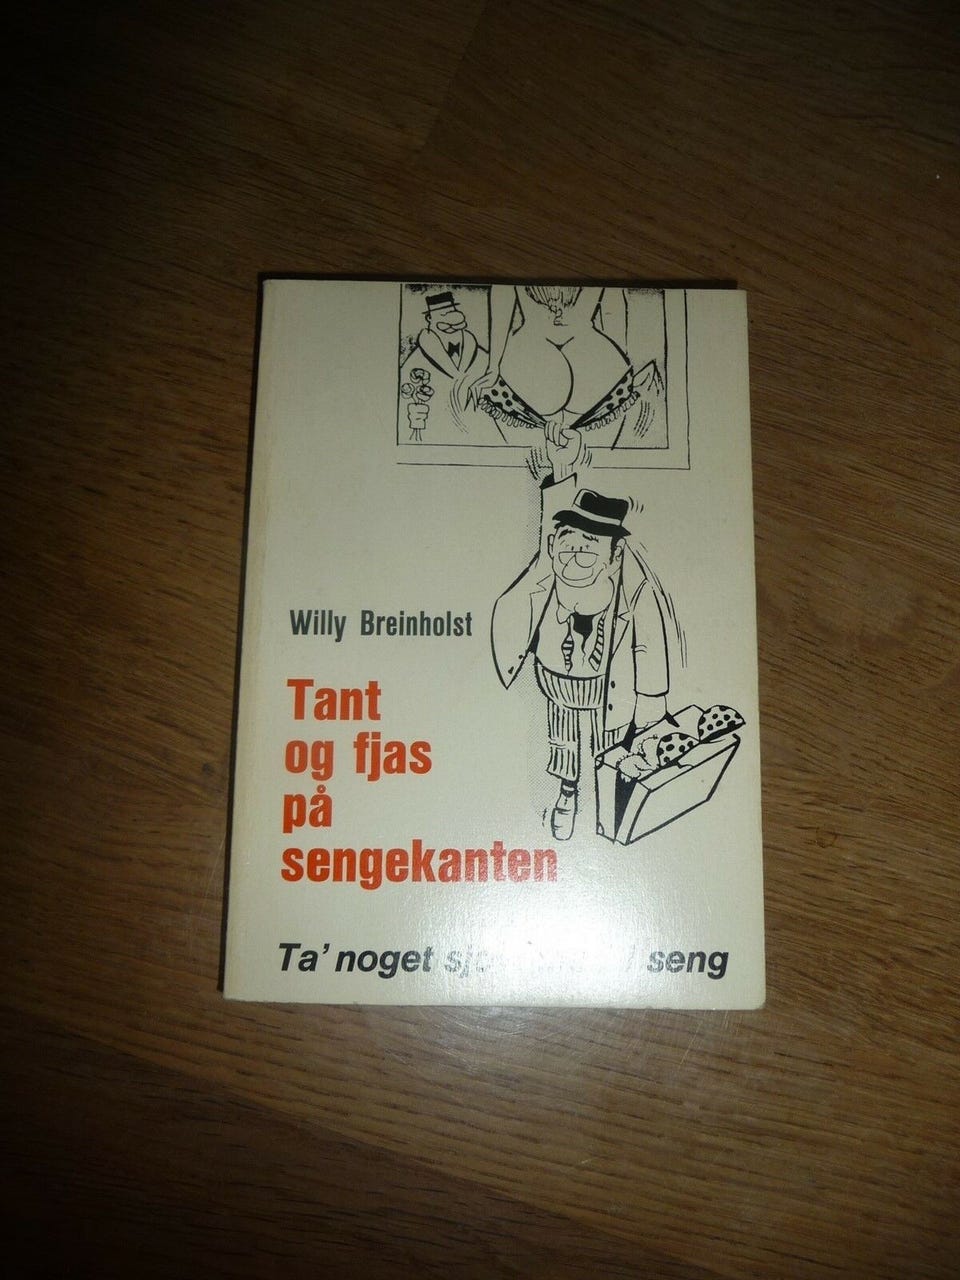 Willy Breinholst
Tant
og fjas
på
sengekanten
Ta' noget seng